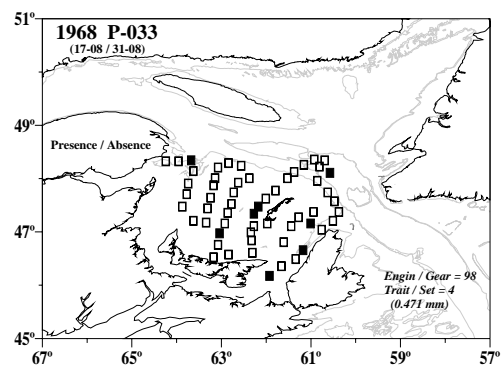 51º
1968 P-033
(17-08 / 31-08)
49º
Presence / Absence
47º
Engin / Gear = 98
Trait / Set = 4
(0.471 mm)
45º
67º 65º 63º 61º 59º 57º